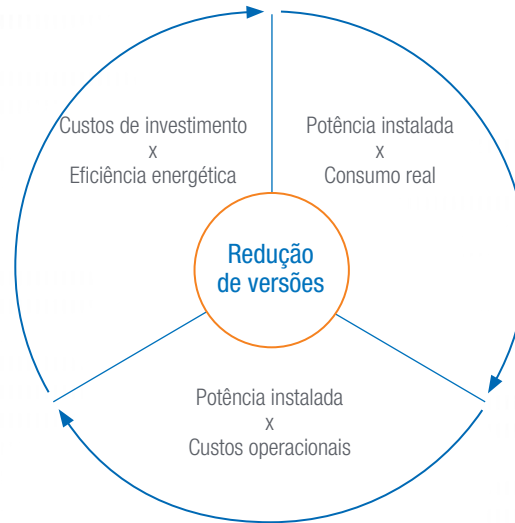 Custos de investimento
x
Eficiência energética
Potência instalada
x
Consumo real
Redução
de versões
Potência instalada
x
Custos operacionais